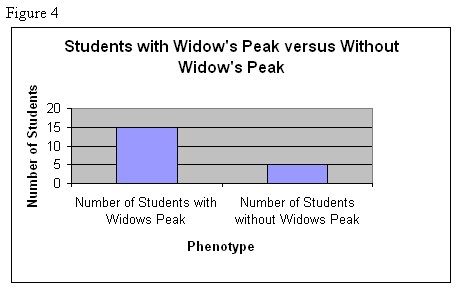 Figure 4
Students with Widow's Peak versus Without
Widow's Peak
Number of Students
20
15
10
5
0
Number of Students with
Widows Peak
Number of Students
without Widows Peak
Phenotype